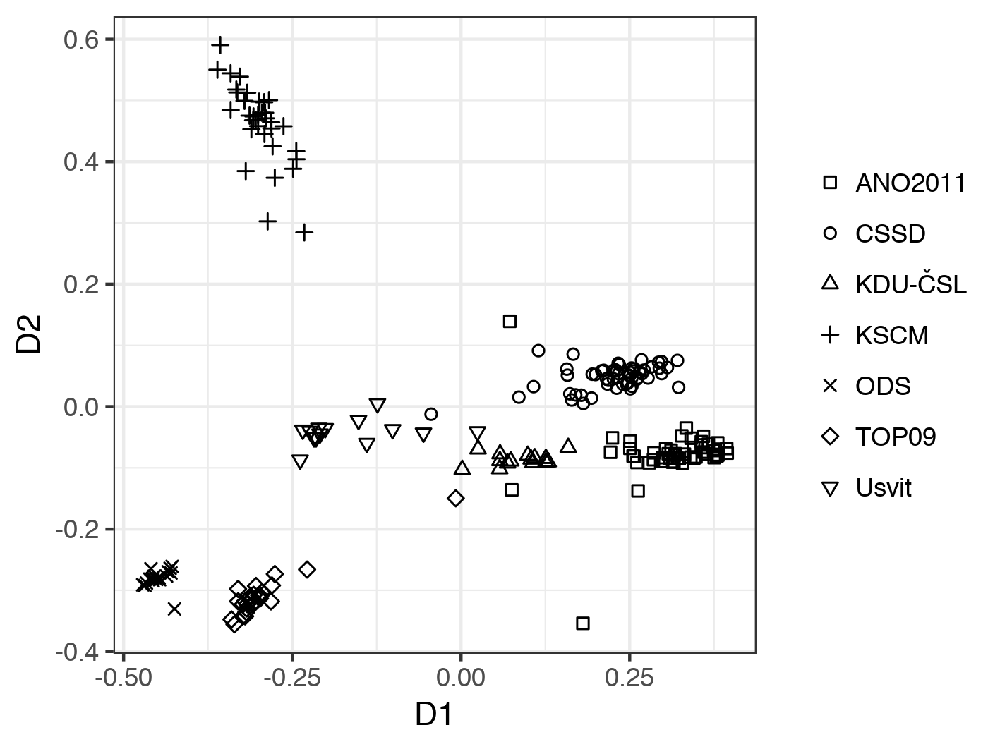 0.6
0.4
0.2
0.0
-0.2
-0.4
D2
-0.50
-0.25
0.00
0.25
D1
ANO2011
CSSD
KDU-ČSL
KSCM
ODS
TOP09
Usvit